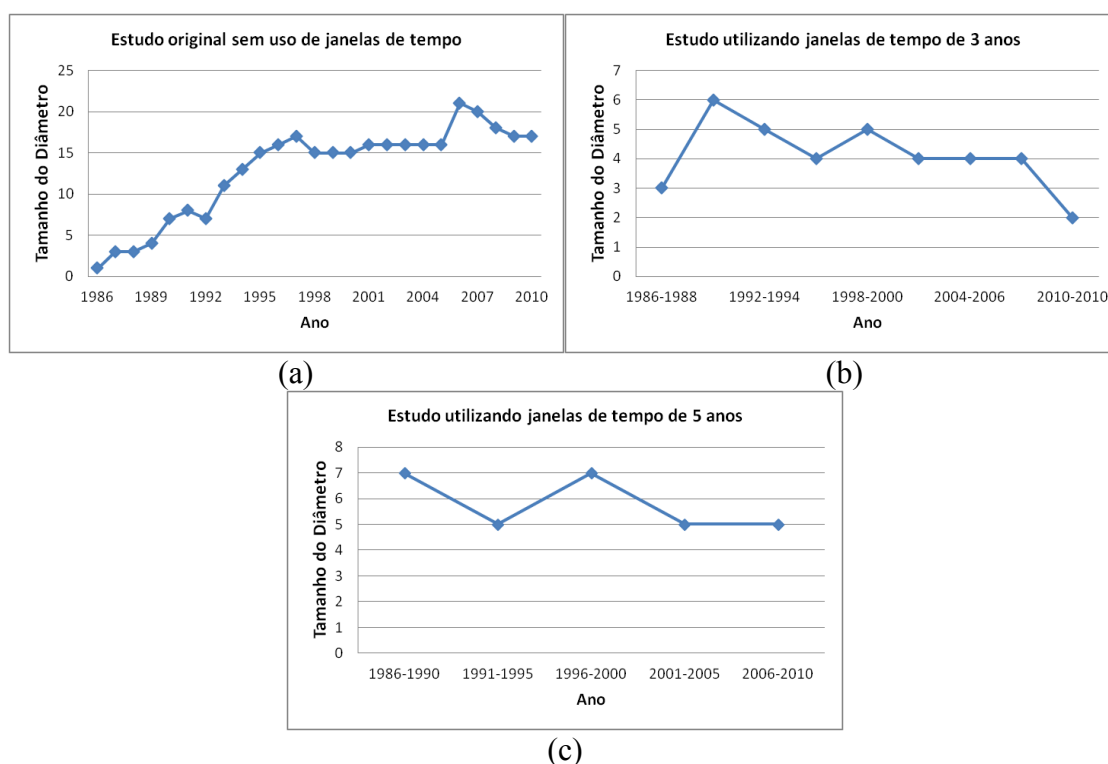 Estudo original sem uso de janelas de tempo
Tamanho do Diâmetro
25
20
15
10
5
0
1986 1989 1992 1995 1998 2001 2004 2007 2010
Ano
(a)
Estudo utilizando janelas de tempo de 3 anos
Tamanho do Diâmetro
7
6
5
4
3
2
1
0
1986-1988 1992-1994 1998-2000 2004-2006 2010-2010
Ano
(b)
Estudo utilizando janelas de tempo de 5 anos
Tamanho do Diâmetro
8
7
6
5
4
3
2
1
0
1986-1990 1991-1995 1996-2000 2001-2005 2006-2010
Ano
(c)